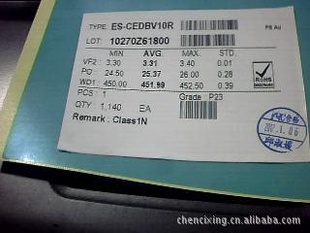 TYPE: ES-CEDBV10R
LOT: 10270Z61800
MIN AVG MAX. STD.
VF2 : 3.30 3.31 3.40 0.01
PO : 24.50 25.37 26.00 0.28
WD1 : 450.00 451.99 452.50 0.39
PCS : 1
Grade P23
QTY : 1,140 EA
Remark : Class1N
RoHS
chencixing.cn.alibaba.com